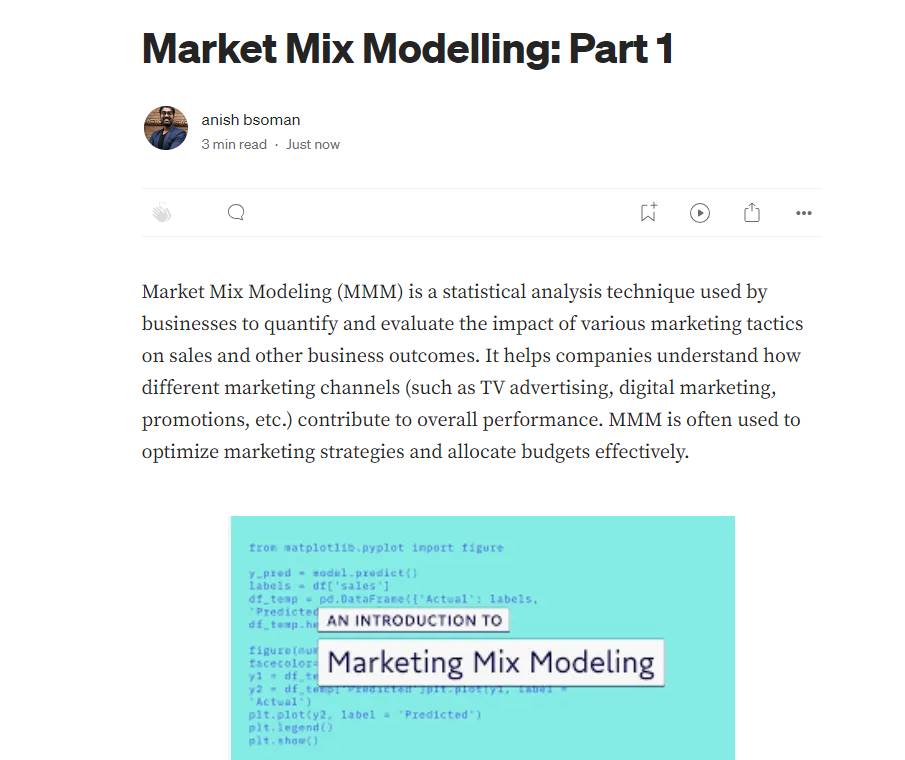 Market Mix Modelling: Part 1
anish bsoman
3 min read · Just now
Market Mix Modeling (MMM) is a statistical analysis technique used by
businesses to quantify and evaluate the impact of various marketing tactics
on sales and other business outcomes. It helps companies understand how
different marketing channels (such as TV advertising, digital marketing,
promotions, etc.) contribute to overall performance. MMM is often used to
optimize marketing strategies and allocate budgets effectively.
from matplotlib.pyplot import figure
y_pred = model.predict()
labels = df['sales']
df_temp = pd.DataFrame({'Actual': labels,
'Predicted
df_temp.he
AN INTRODUCTION TO
Marketing Mix Modeling
figure(num
facecolor=
y1 = df_te
y2 = df_temp['Predicted']plt.plot(y1, label =
'Actual')
plt.plot(y2, label = 'Predicted')
plt.legend()
plt.show()